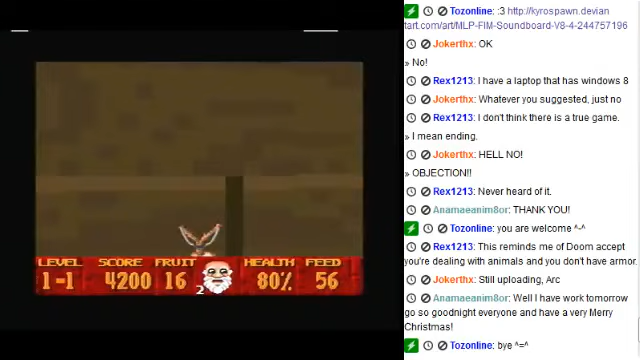 LEVEL SCORE FRUIT HEALTH FEED
1-1 4200 16 2 80% 56
Tozonline: :3 http://kyrospawn.devian
tart.com/art/MLP-FIM-Soundboard-V8-4-244757196
Jokerthx: OK
» No!
Rex1213: I have a laptop that has windows 8
Jokerthx: Whatever you suggested, just no
Rex1213: I don't think there is a true game.
» I mean ending.
Jokerthx: HELL NO!
» OBJECTION!!
Rex1213: Never heard of it.
Anamaeanim8or: THANK YOU!
Tozonline: you are welcome ^-^
Rex1213: This reminds me of Doom accept
you're dealing with animals and you don't have armor.
Jokerthx: Still uploading, Arc
Anamaeanim8or: Well I have work tomorrow
go so goodnight everyone and have a very Merry
Christmas!
Tozonline: bye ^=^